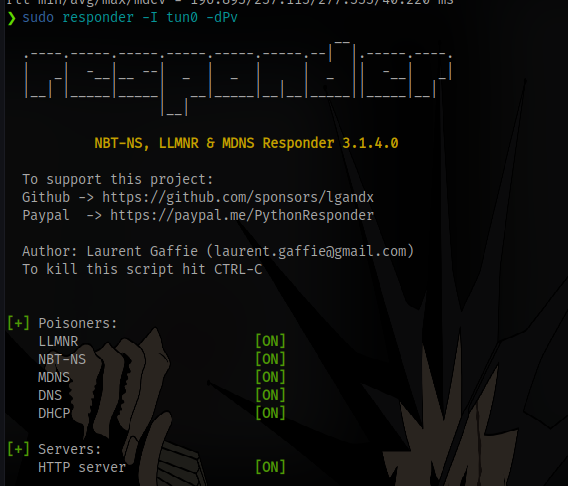 rtt min/avg/max/mdev = 196.895/237.115/277.335/40.220 ms
❯ sudo responder -I tun0 -dPv
NBT-NS, LLMNR & MDNS Responder 3.1.4.0
To support this project:
Github -> https://github.com/sponsors/lgandx
Paypal  -> https://paypal.me/PythonResponder
Author: Laurent Gaffie (laurent.gaffie@gmail.com)
To kill this script hit CTRL-C
[+] Poisoners:
LLMNR [ON]
NBT-NS [ON]
MDNS [ON]
DNS [ON]
DHCP [ON]
[+] Servers:
HTTP server [ON]